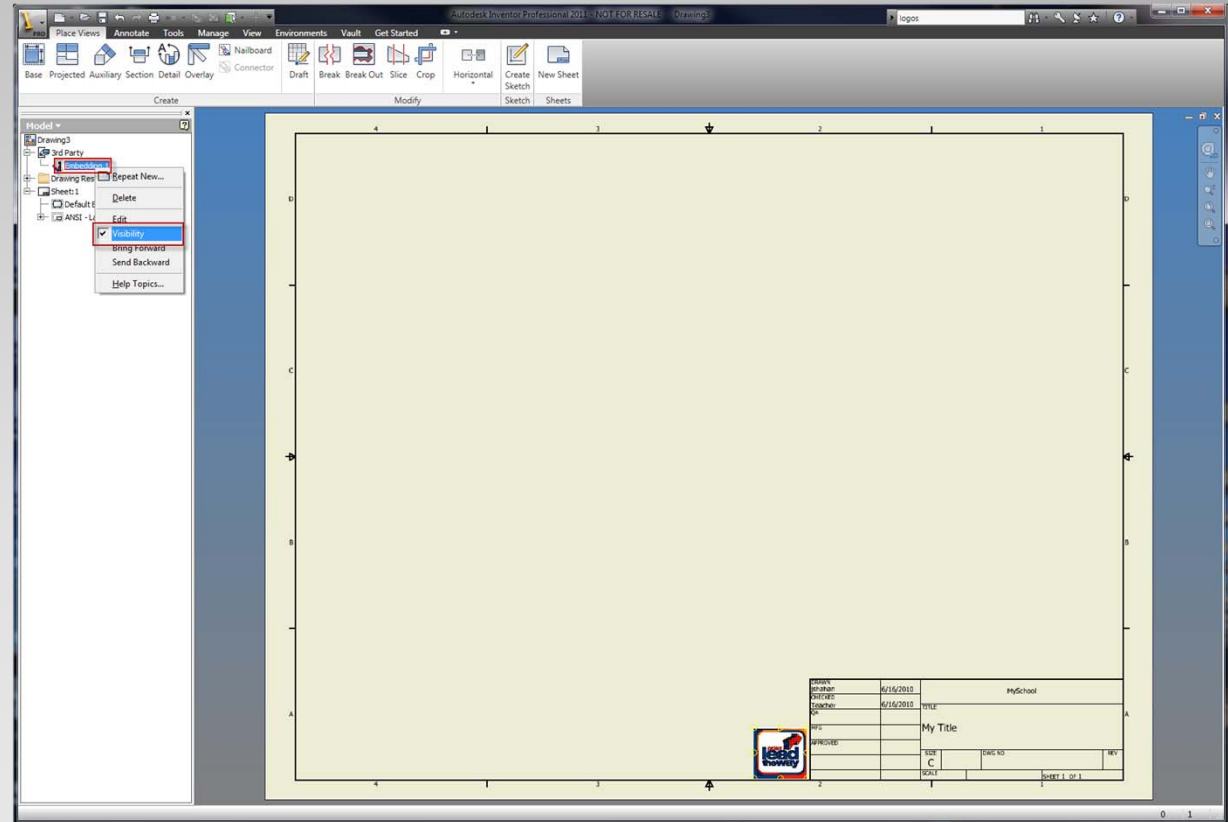 Autodesk Inventor Professional 2011 - NOT FOR RESALE Drawing3
logos
PRO
Place Views Annotate Tools Manage View Environments Vault Get Started
Base Projected Auxiliary Section Detail Overlay
Nailboard
Connector
Draft Break Break Out Slice Crop
Horizontal
Create Sketch
New Sheet
Create Modify Sketch Sheets
Model
Drawing3
3rd Party
Embedding 1
Drawing Res
Sheet:1
Default
ANSI - La
Repeat New...
Delete
Edit
Visibility
Bring Forward
Send Backward
Help Topics...
4 3 2 1
D D
C C
B B
A A
4 3 2 1
DRAWN
jshahan 6/16/2010
CHECKED
Teacher 6/16/2010
QA
MFG
APPROVED
MySchool
TITLE
My Title
SIZE
C
DWG NO
REV
SCALE
SHEET 1 OF 1
lead
theway
0 1